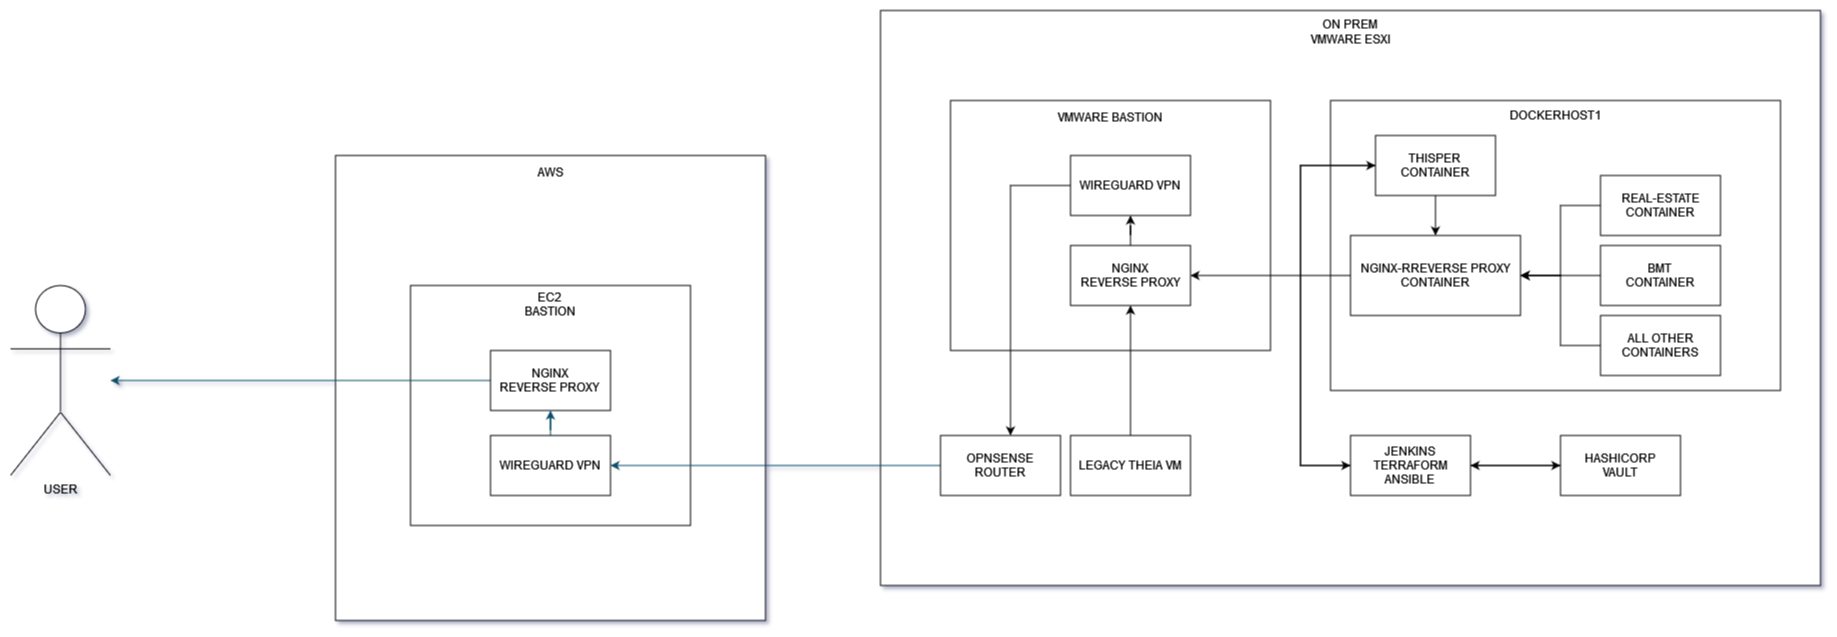 ON PREM
VMWARE ESXI
VMWARE BASTION
DOCKERHOST1
THISPER
CONTAINER
AWS
WIREGUARD VPN
REAL-ESTATE
CONTAINER
NGINX
REVERSE PROXY
NGINX-RREVERSE PROXY
CONTAINER
BMT
CONTAINER
EC2
BASTION
ALL OTHER
CONTAINERS
NGINX
REVERSE PROXY
WIREGUARD VPN
OPNSENSE
ROUTER
LEGACY THEIA VM
JENKINS
TERRAFORM
ANSIBLE
HASHICORP
VAULT
USER